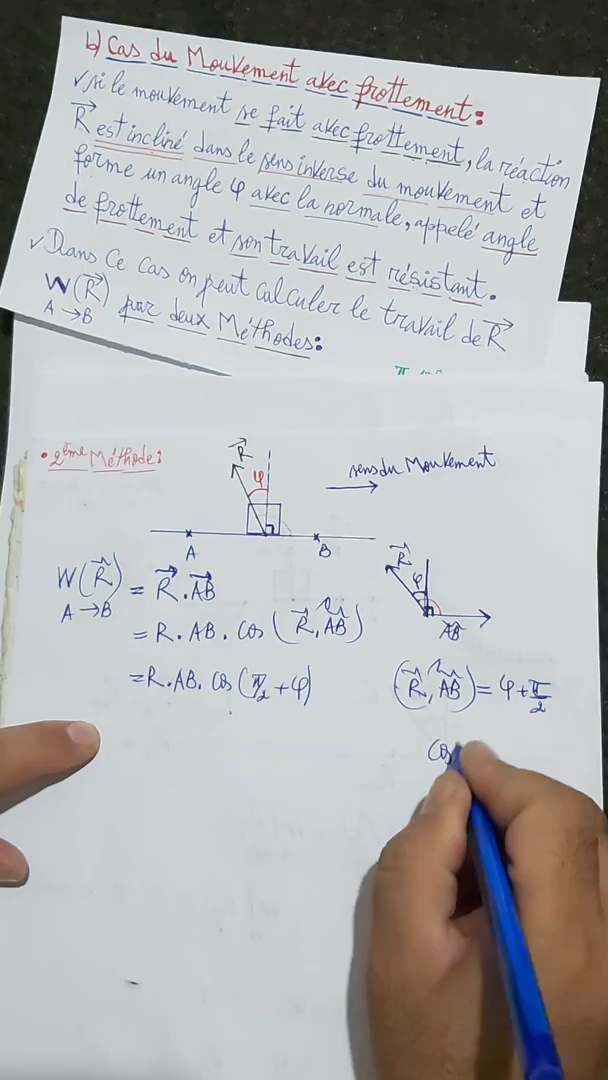 b) Cas du Mouvement avec frottement:
✓ si le mouvement se fait avec frottement, la réaction
R⃗ est incliné dans le sens inverse du mouvement et
forme un angle φ avec la normale, appelé angle
de frottement et son travail est résistant.
✓ Dans ce cas on peut calculer le travail de R⃗
W(R⃗) par deux Méthodes:
A → B
• 2ème Méthode:
R⃗
φ
sens du Mouvement
A
B
W(R⃗) = R⃗ . AB⃗
A → B
= R . AB . cos (R⃗, AB⃗)
= R . AB . cos (π/2 + φ)
R⃗
φ
AB⃗
(R⃗, AB⃗) = φ + π/2
cos